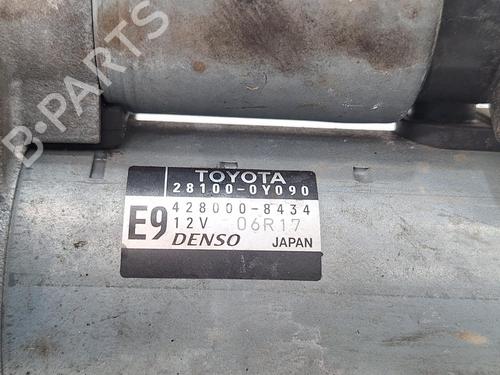 B-PARTS
TOYOTA
28100-0Y090
E9
428000-8434
12V 06R17
DENSO JAPAN